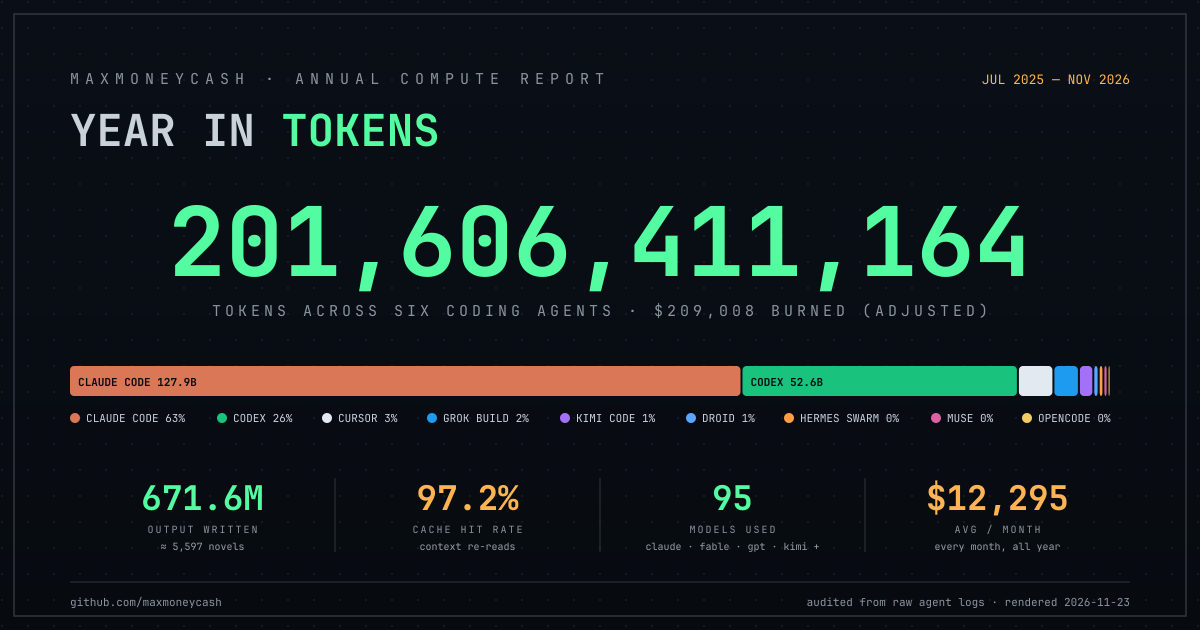 MAXMONEYCASH · ANNUAL COMPUTE REPORT
JUL 2025 — NOV 2026
YEAR IN TOKENS
201,606,411,164
TOKENS ACROSS SIX CODING AGENTS · $209,008 BURNED (ADJUSTED)
CLAUDE CODE 127.9B
CODEX 52.6B
CLAUDE CODE 63% CODEX 26% CURSOR 3% GROK BUILD 2% KIMI CODE 1% DROID 1% HERMES SWARM 0% MUSE 0% OPENCODE 0%
671.6M
OUTPUT WRITTEN
≈ 5,597 novels
97.2%
CACHE HIT RATE
context re-reads
95
MODELS USED
claude · fable · gpt · kimi +
$12,295
AVG / MONTH
every month, all year
github.com/maxmoneycash
audited from raw agent logs · rendered 2026-11-23